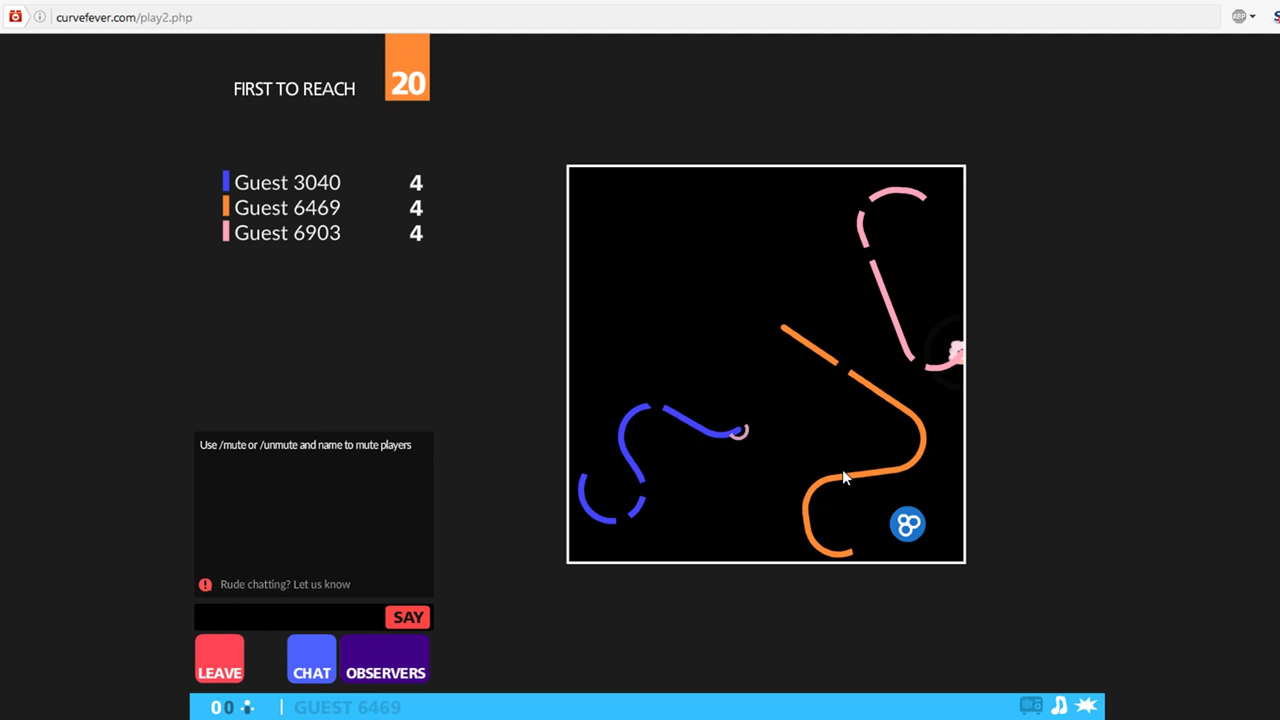 curvefever.com/play2.php
ABP
FIRST TO REACH
20
Guest 3040 4
Guest 6469 4
Guest 6903 4
Use /mute or /unmute and name to mute players
Rude chatting? Let us know
SAY
LEAVE
CHAT
OBSERVERS
00
GUEST 6469